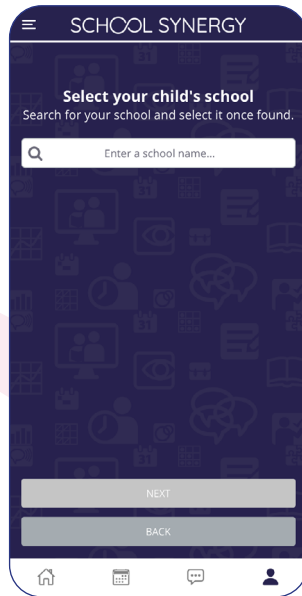 SCHOOL SYNERGY
Select your child's school
Search for your school and select it once found.
Enter a school name...
NEXT
BACK